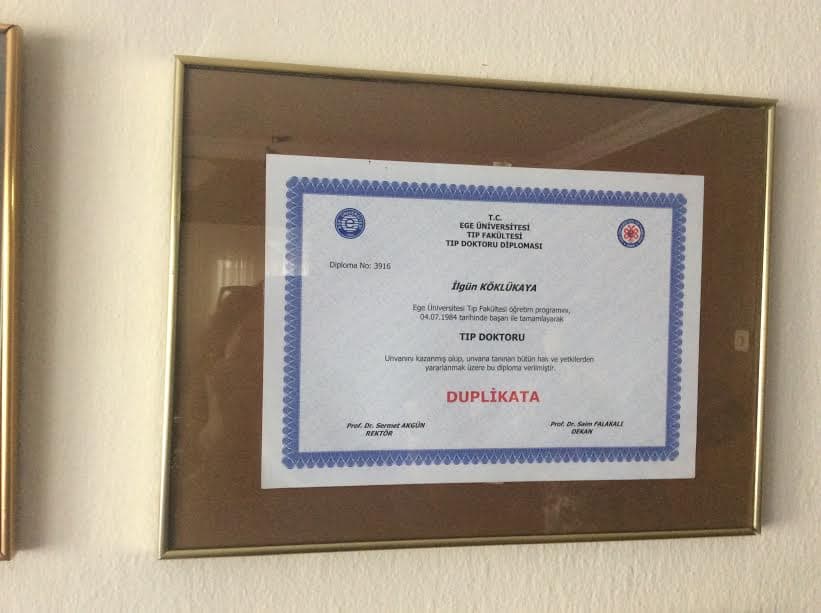 T.C.
EGE ÜNİVERSİTESİ
TIP FAKÜLTESİ
TIP DOKTORU DİPLOMASI
Diploma No: 3916
İlgün KÖKLÜKAYA
Ege Üniversitesi Tıp Fakültesi öğretim programını,
04.07.1984 tarihinde başarı ile tamamlayarak
TIP DOKTORU
Unvanını kazanmış olup, unvana tanınan bütün hak ve yetkilerden
yararlanmak üzere bu diploma verilmiştir.
DUPLİKATA
Prof. Dr. Sermet AKGÜN
REKTÖR
Prof. Dr. Saim FALAKALI
DEKAN